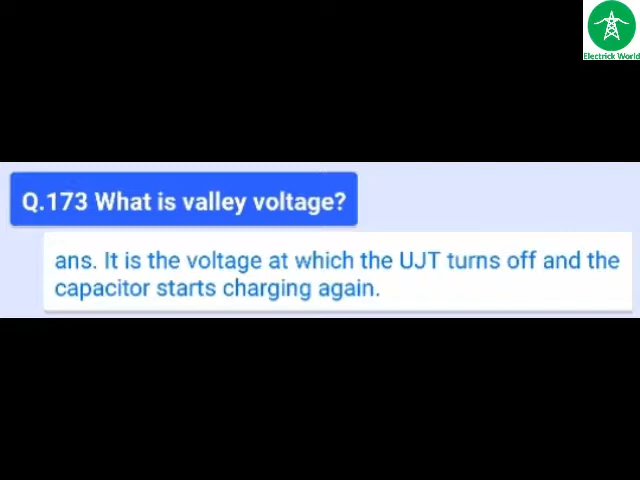 Electrick World
Q.173 What is valley voltage?
ans. It is the voltage at which the UJT turns off and the
capacitor starts charging again.